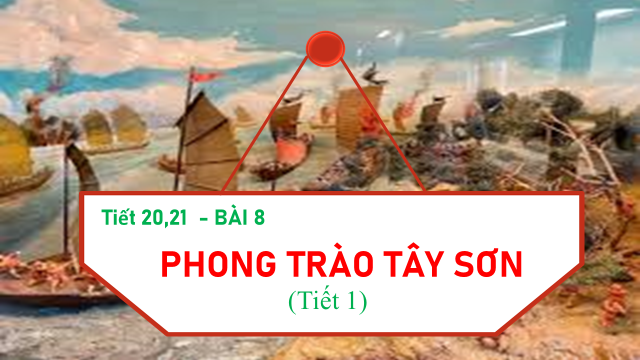 Tiết 20,21 - BÀI 8
PHONG TRÀO TÂY SƠN
(Tiết 1)